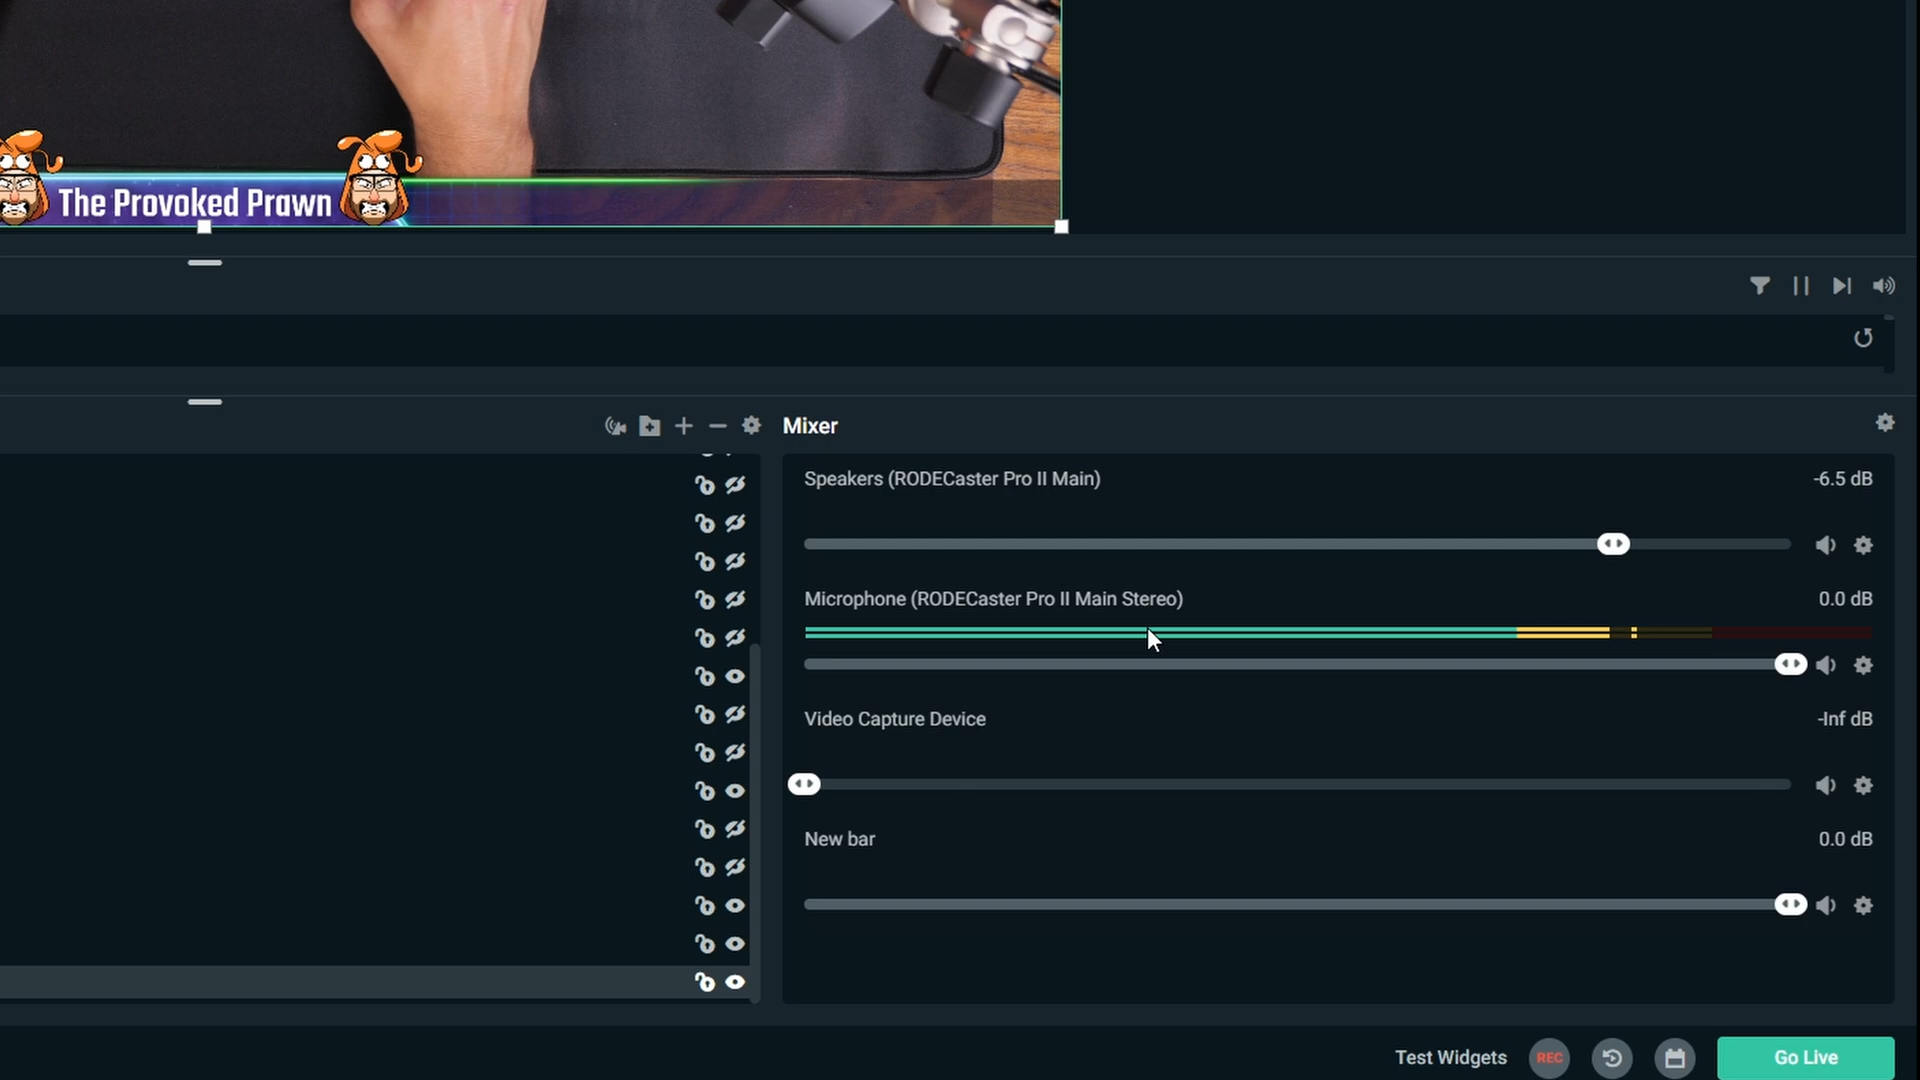 The Provoked Prawn
Mixer
Speakers (RODECaster Pro II Main)
-6.5 dB
Microphone (RODECaster Pro II Main Stereo)
0.0 dB
Video Capture Device
-Inf dB
New bar
0.0 dB
Test Widgets
REC
Go Live